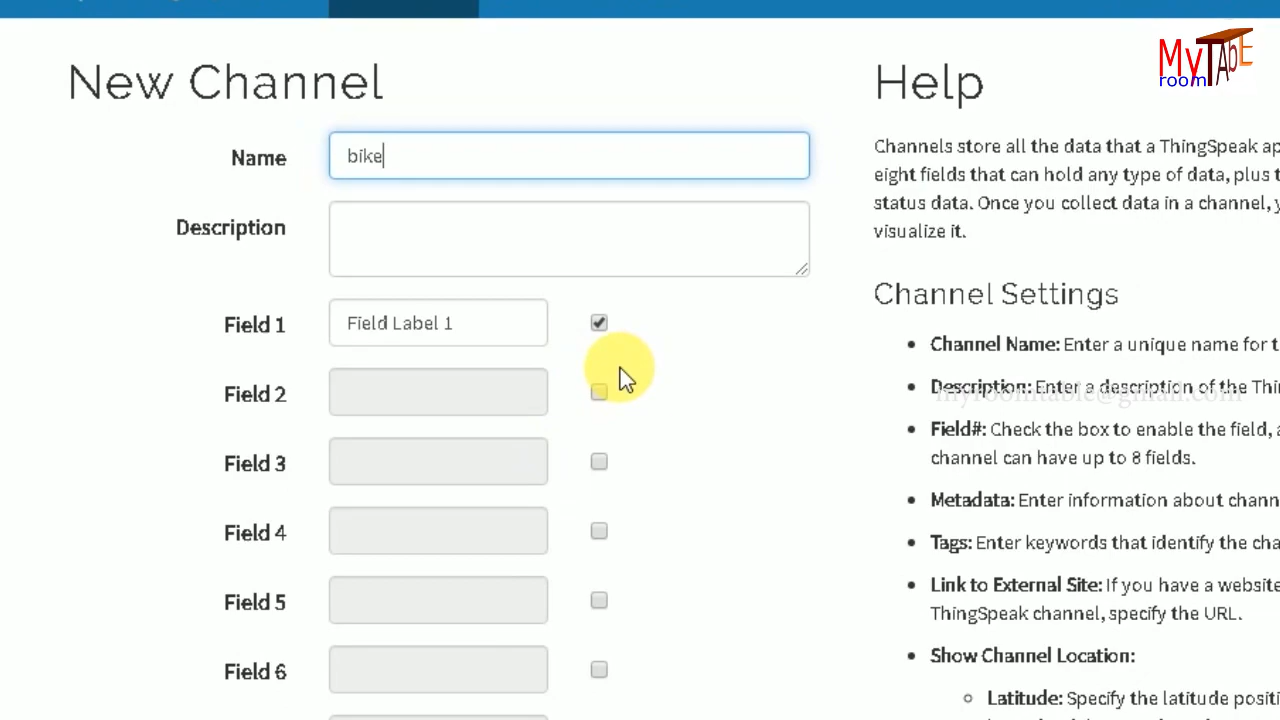 My TAbE
room
New Channel
Name
bike
Description
Field 1
Field Label 1
Field 2
Field 3
Field 4
Field 5
Field 6
Help
Channels store all the data that a ThingSpeak ap
eight fields that can hold any type of data, plus t
status data. Once you collect data in a channel, y
visualize it.
Channel Settings
Channel Name: Enter a unique name for t
Description: Enter a description of the Thi
myroomtable@gmail.com
Field#: Check the box to enable the field, a
channel can have up to 8 fields.
Metadata: Enter information about chann
Tags: Enter keywords that identify the cha
Link to External Site: If you have a website
ThingSpeak channel, specify the URL.
Show Channel Location:
Latitude: Specify the latitude positi